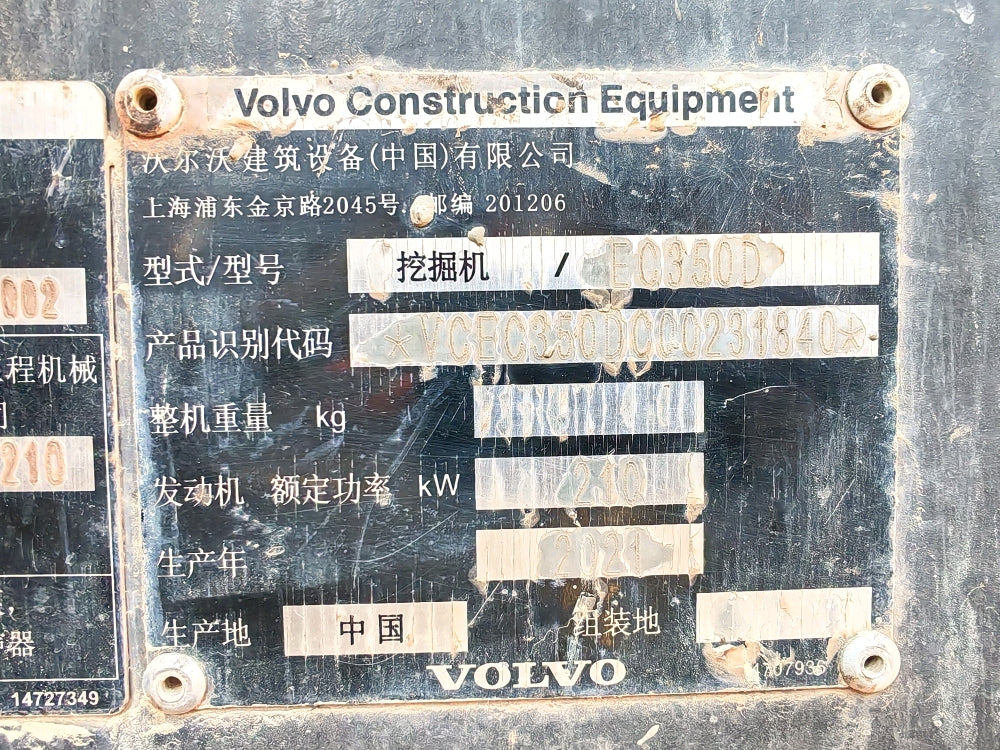 Volvo Construction Equipment
沃尔沃建筑设备(中国)有限公司
上海浦东金京路2045号. 邮编 201206
型式/型号 挖掘机 / EC350D
产品识别代码 *VCEC350DCC0231840*
整机重量 kg
发动机 额定功率 kW 210
生产年 2021
生产地 中国 组装地
VOLVO
002
程机械
210
器
14727349